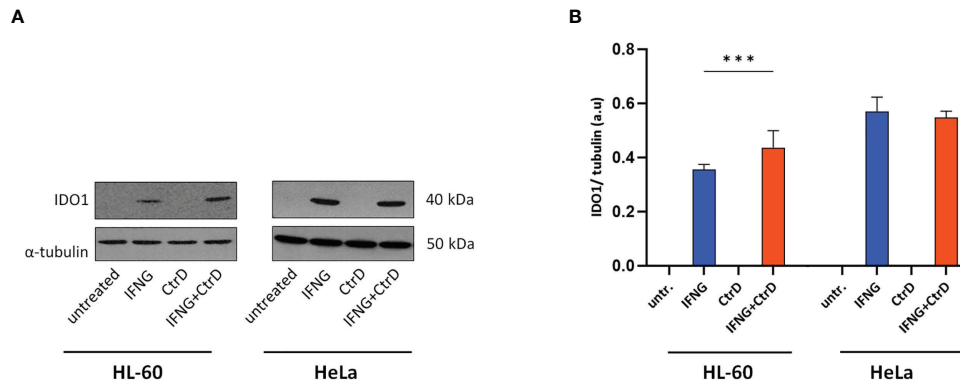 A
IDO1
40 kDa
α-tubulin
50 kDa
untreated
IFNG
CtrD
IFNG+CtrD
untreated
IFNG
CtrD
IFNG+CtrD
HL-60
HeLa
B
IDO1/ tubulin (a.u)
0.8
0.6
0.4
0.2
0.0
***
untr.
IFNG
CtrD
IFNG+CtrD
untr.
IFNG
CtrD
IFNG+CtrD
HL-60
HeLa